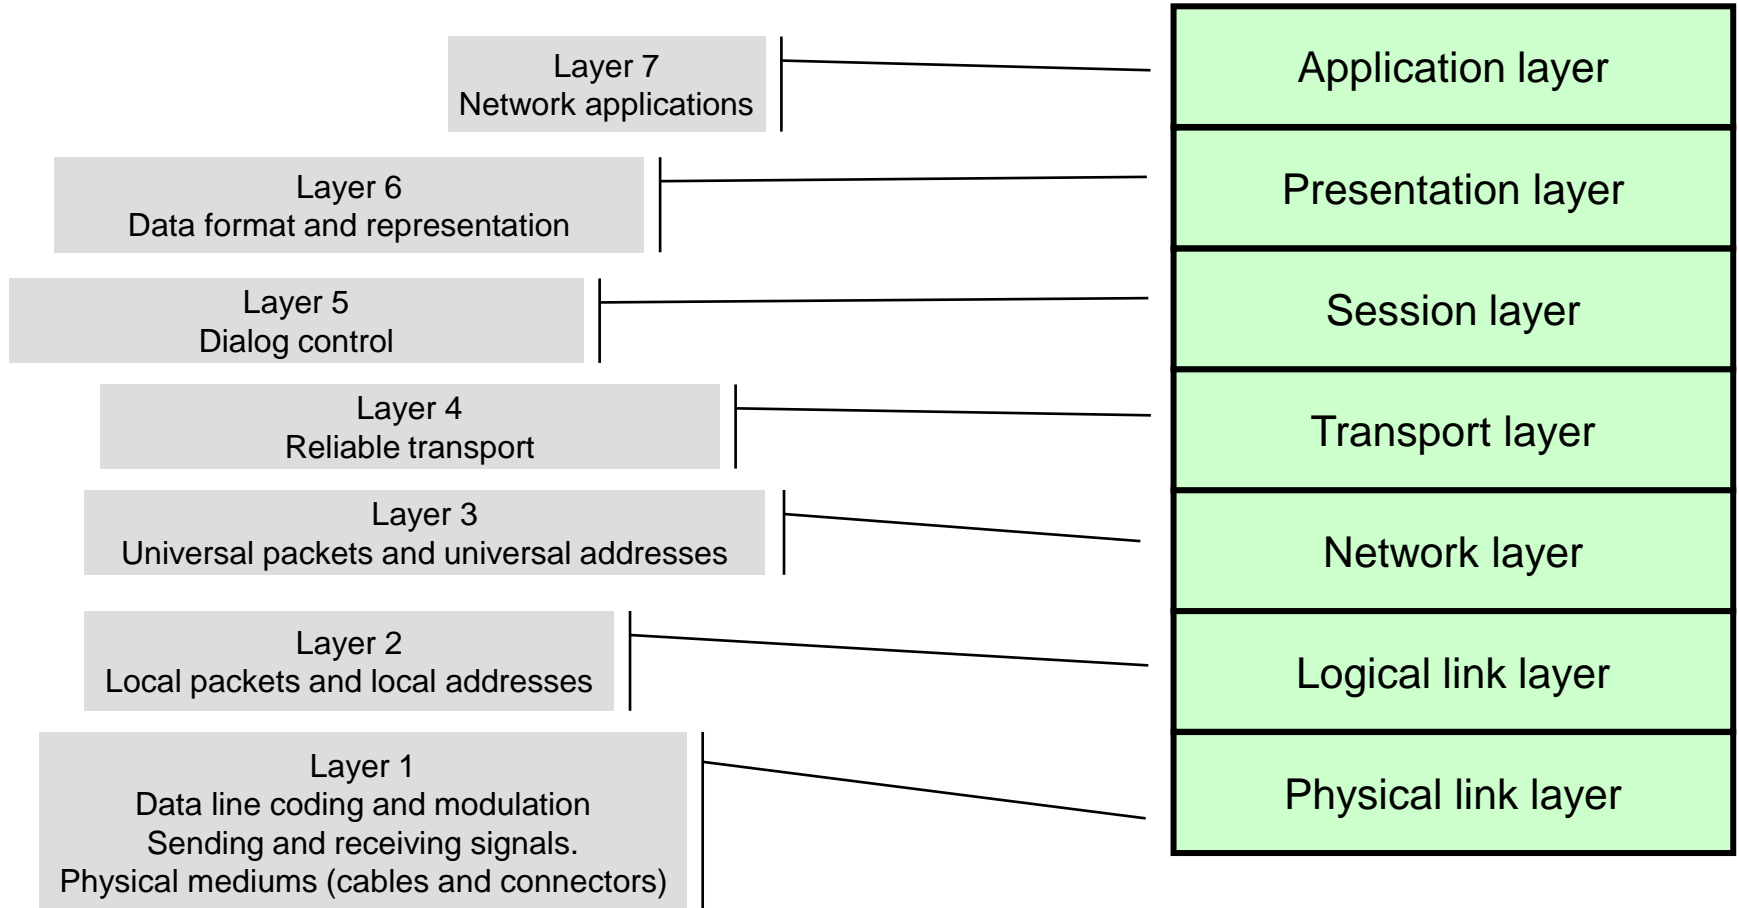 Layer 7
Network applications
Application layer
Layer 6
Data format and representation
Presentation layer
Layer 5
Dialog control
Session layer
Layer 4
Reliable transport
Transport layer
Layer 3
Universal packets and universal addresses
Network layer
Layer 2
Local packets and local addresses
Logical link layer
Layer 1
Data line coding and modulation
Sending and receiving signals.
Physical mediums (cables and connectors)
Physical link layer